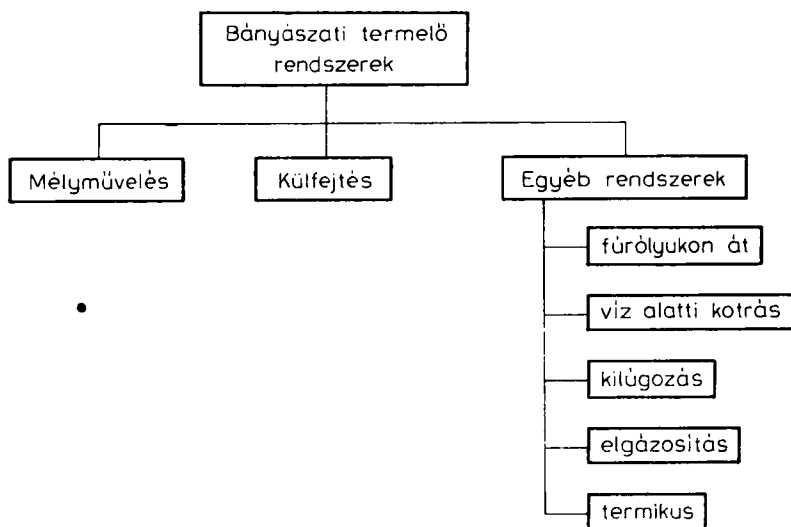 Bányászati termelő
rendszerek
Mélyművelés
Külfejtés
Egyéb rendszerek
fúrólyukon át
víz alatti kotrás
kilúgozás
elgázosítás
termikus